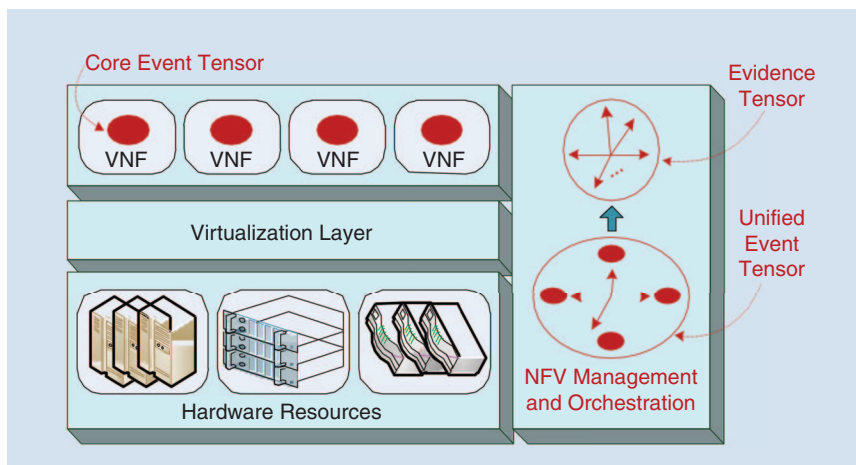 Core Event Tensor
VNF
VNF
VNF
VNF
Virtualization Layer
Hardware Resources
Evidence
Tensor
Unified
Event
Tensor
NFV Management
and Orchestration